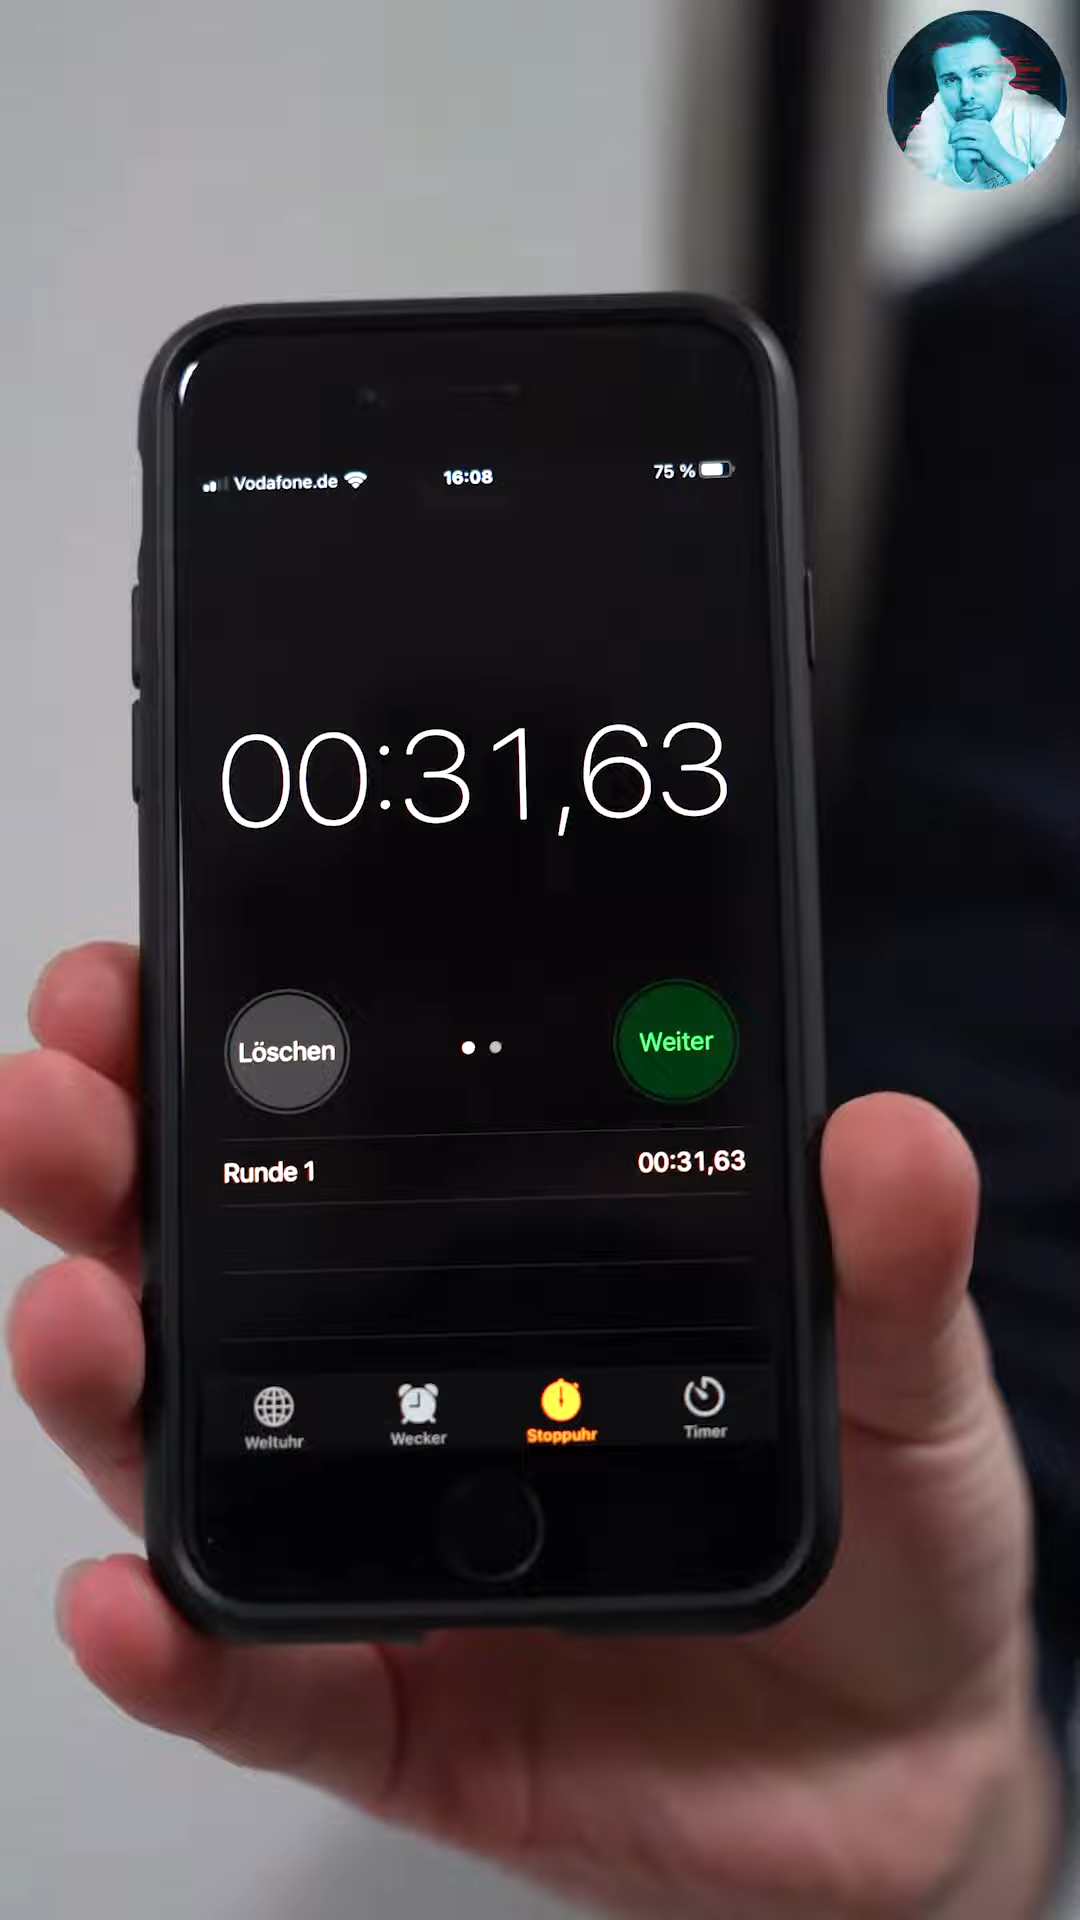 Vodafone.de 16:08 75 %
00:31,63
Löschen Weiter
Runde 1 00:31,63
Weltuhr Wecker Stoppuhr Timer